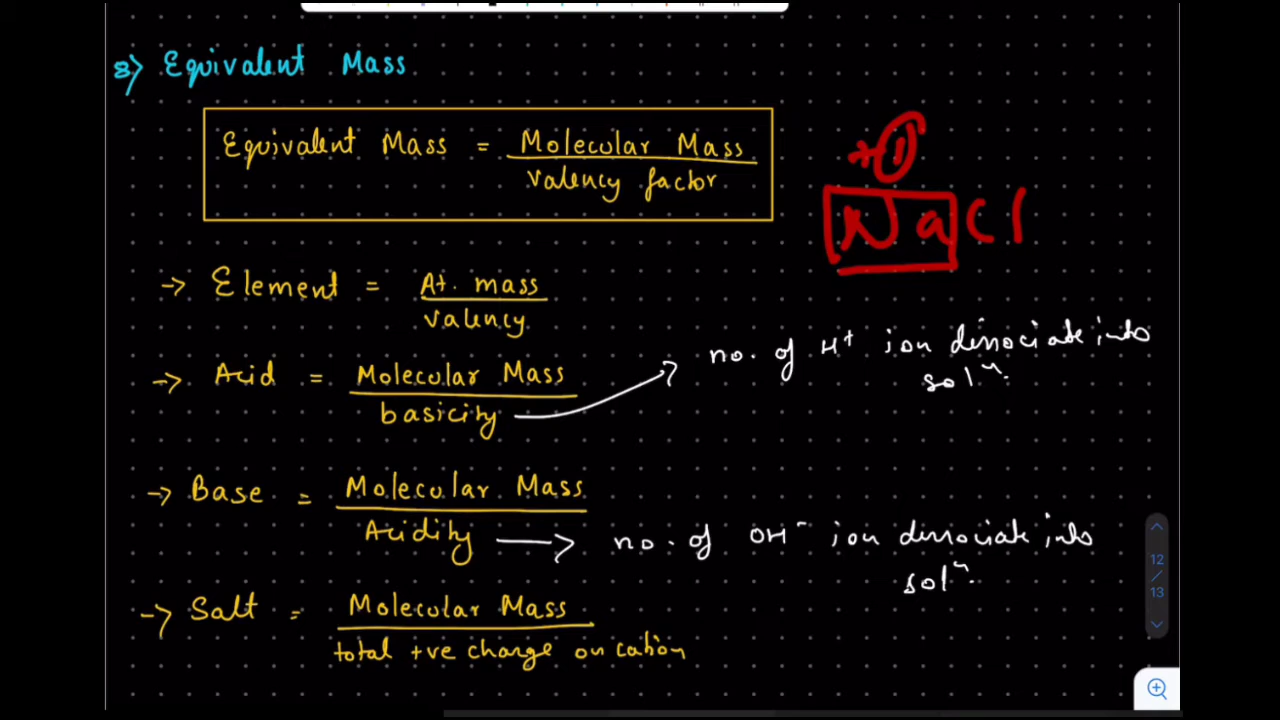 8) Equivalent Mass
Equivalent Mass = Molecular Mass
valency factor
+1
NaCl
→ Element = At. mass
valency
→ Acid = Molecular Mass
basicity → no. of H+ ion dissociate into
solⁿ.
→ Base = Molecular Mass
Acidity → no. of OH⁻ ion dissociate into
solⁿ.
→ Salt = Molecular Mass
total +ve charge on cation
12
/
13